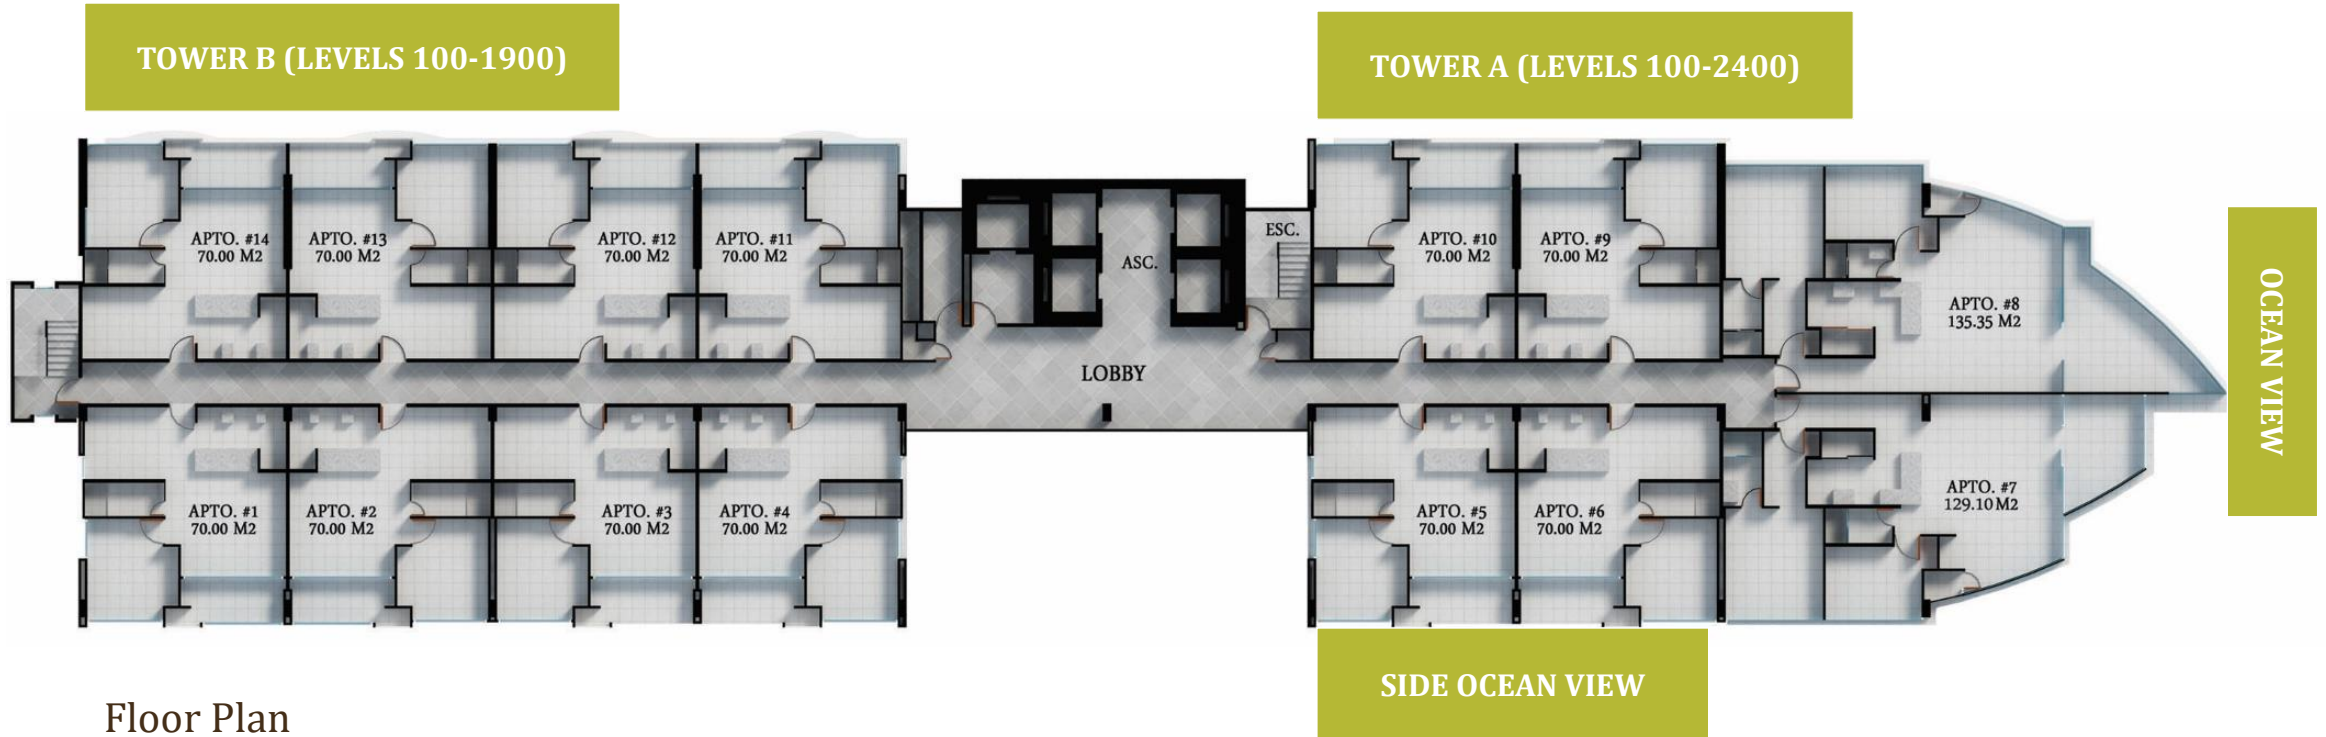 TOWER B (LEVELS 100-1900)
TOWER A (LEVELS 100-2400)
APTO. #14
70.00 M2
APTO. #13
70.00 M2
APTO. #12
70.00 M2
APTO. #11
70.00 M2
ASC.
ESC.
APTO. #10
70.00 M2
APTO. #9
70.00 M2
APTO. #8
135.35 M2
OCEAN VIEW
LOBBY
APTO. #1
70.00 M2
APTO. #2
70.00 M2
APTO. #3
70.00 M2
APTO. #4
70.00 M2
APTO. #5
70.00 M2
APTO. #6
70.00 M2
APTO. #7
129.10 M2
SIDE OCEAN VIEW
Floor Plan